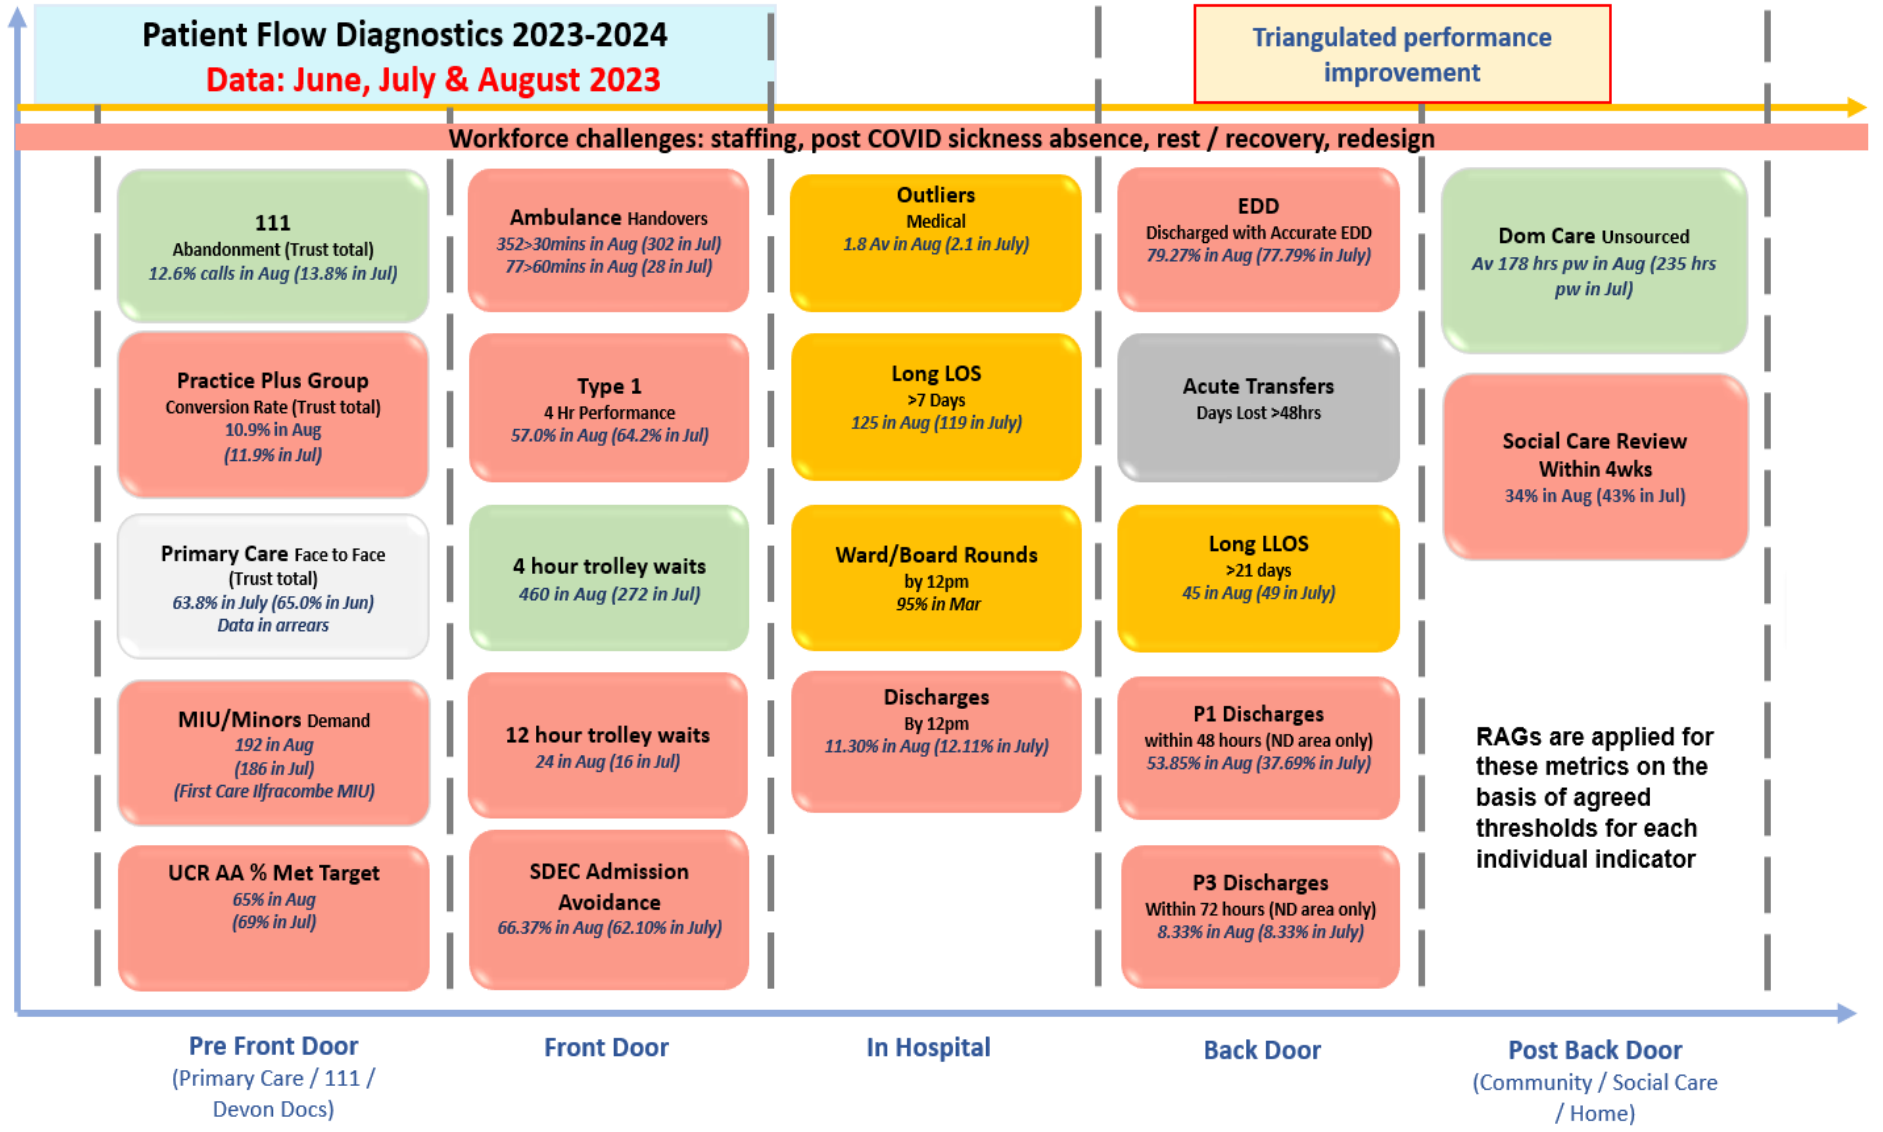 Patient Flow Diagnostics 2023-2024
Data: June, July & August 2023
Triangulated performance
improvement
Workforce challenges: staffing, post COVID sickness absence, rest / recovery, redesign
111
Abandonment (Trust total)
12.6% calls in Aug (13.8% in Jul)
Practice Plus Group
Conversion Rate (Trust total)
10.9% in Aug
(11.9% in Jul)
Primary Care Face to Face
(Trust total)
63.8% in July (65.0% in Jun)
Data in arrears
MIU/Minors Demand
192 in Aug
(186 in Jul)
(First Care Ilfracombe MIU)
UCR AA % Met Target
65% in Aug
(69% in Jul)
Ambulance Handovers
352>30mins in Aug (302 in Jul)
77>60mins in Aug (28 in Jul)
Type 1
4 Hr Performance
57.0% in Aug (64.2% in Jul)
4 hour trolley waits
460 in Aug (272 in Jul)
12 hour trolley waits
24 in Aug (16 in Jul)
SDEC Admission
Avoidance
66.37% in Aug (62.10% in July)
Outliers
Medical
1.8 Av in Aug (2.1 in July)
Long LOS
>7 Days
125 in Aug (119 in July)
Ward/Board Rounds
by 12pm
95% in Mar
Discharges
By 12pm
11.30% in Aug (12.11% in July)
EDD
Discharged with Accurate EDD
79.27% in Aug (77.79% in July)
Acute Transfers
Days Lost >48hrs
Long LLOS
>21 days
45 in Aug (49 in July)
P1 Discharges
within 48 hours (ND area only)
53.85% in Aug (37.69% in July)
P3 Discharges
Within 72 hours (ND area only)
8.33% in Aug (8.33% in July)
Dom Care Unsourced
Av 178 hrs pw in Aug (235 hrs
pw in Jul)
Social Care Review
Within 4wks
34% in Aug (43% in Jul)
RAGs are applied for
these metrics on the
basis of agreed
thresholds for each
individual indicator
Pre Front Door
(Primary Care / 111 /
Devon Docs)
Front Door
In Hospital
Back Door
Post Back Door
(Community / Social Care
/ Home)